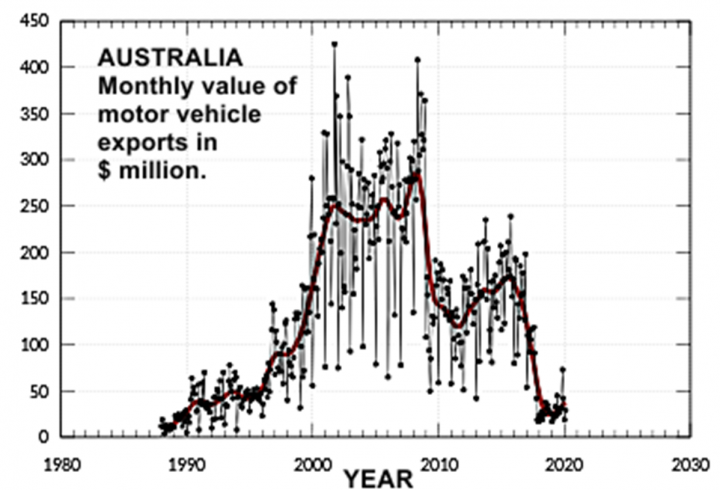 450
400
350
300
250
200
150
100
50
0
AUSTRALIA
Monthly value of
motor vehicle
exports in
$ million.
1980 1990 2000 2010 2020 2030
YEAR